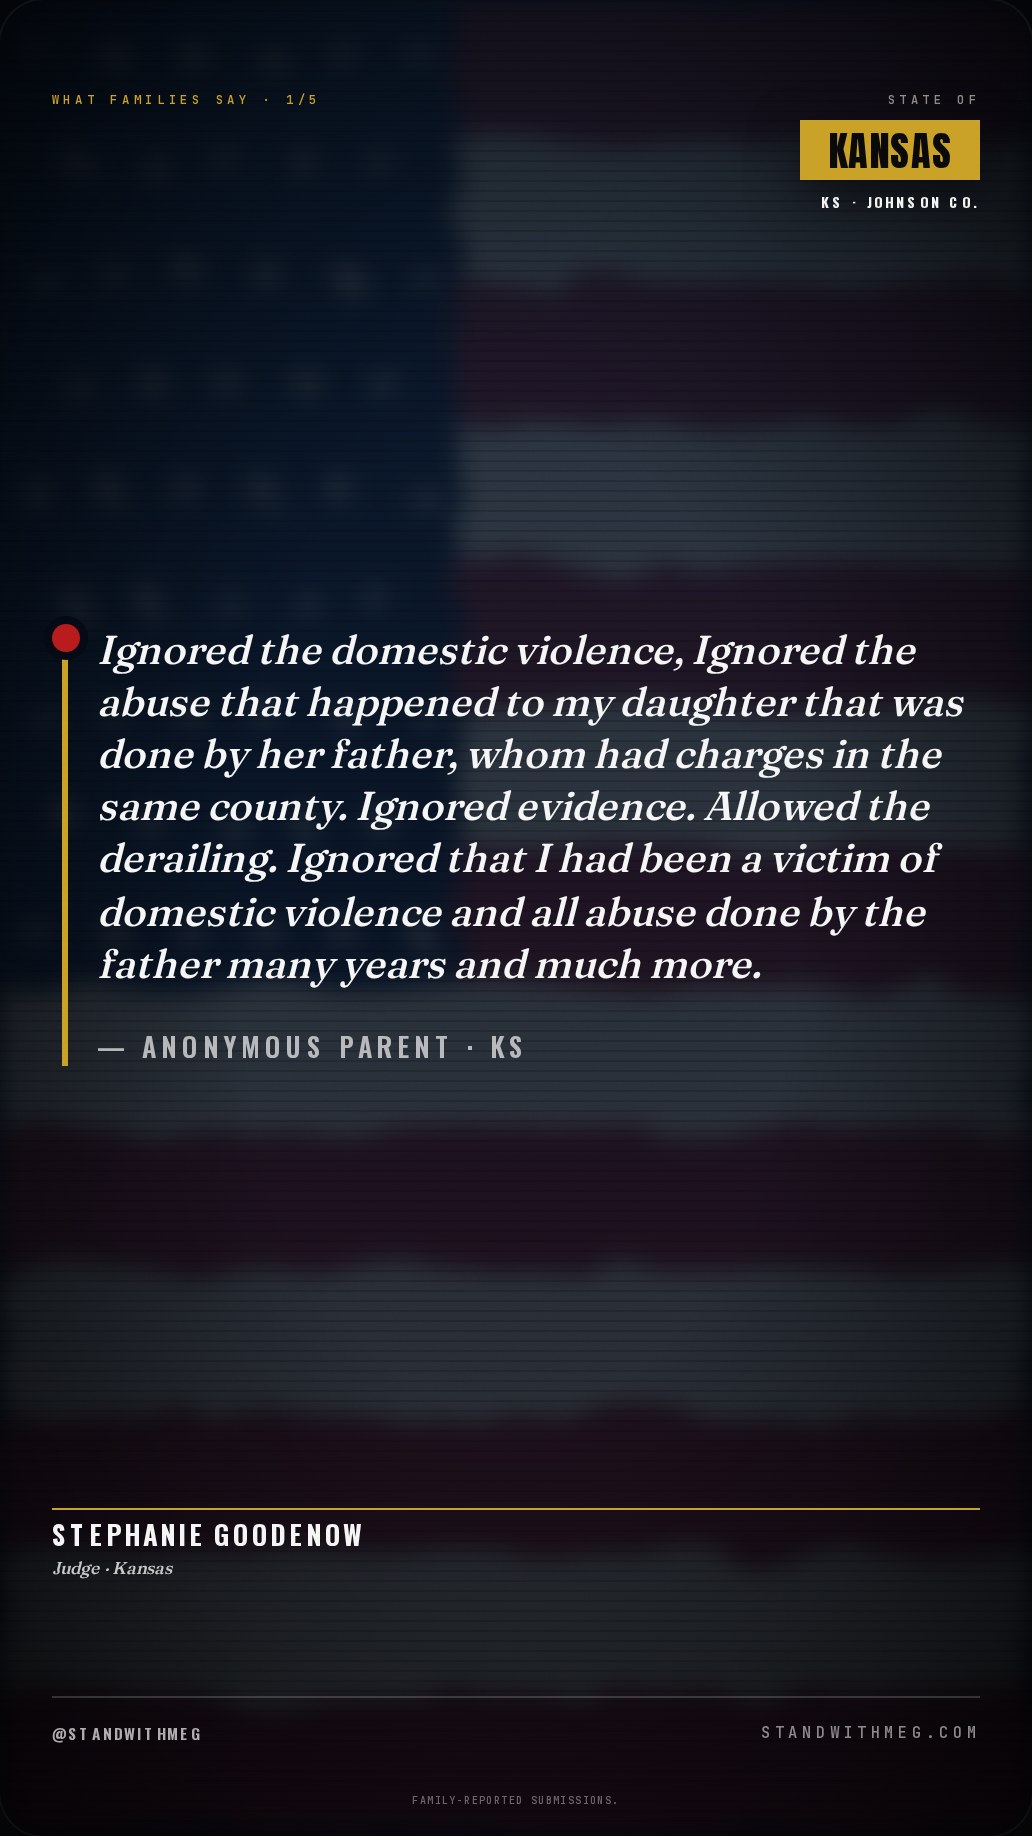 WHAT FAMILIES SAY · 1/5
STATE OF
KANSAS
KS · JOHNSON CO.
Ignored the domestic violence, Ignored the
abuse that happened to my daughter that was
done by her father, whom had charges in the
same county. Ignored evidence. Allowed the
derailing. Ignored that I had been a victim of
domestic violence and all abuse done by the
father many years and much more.
— ANONYMOUS PARENT · KS
STEPHANIE GOODENOW
Judge · Kansas
@STANDWITHMEG
STANDWITHMEG.COM
FAMILY-REPORTED SUBMISSIONS.